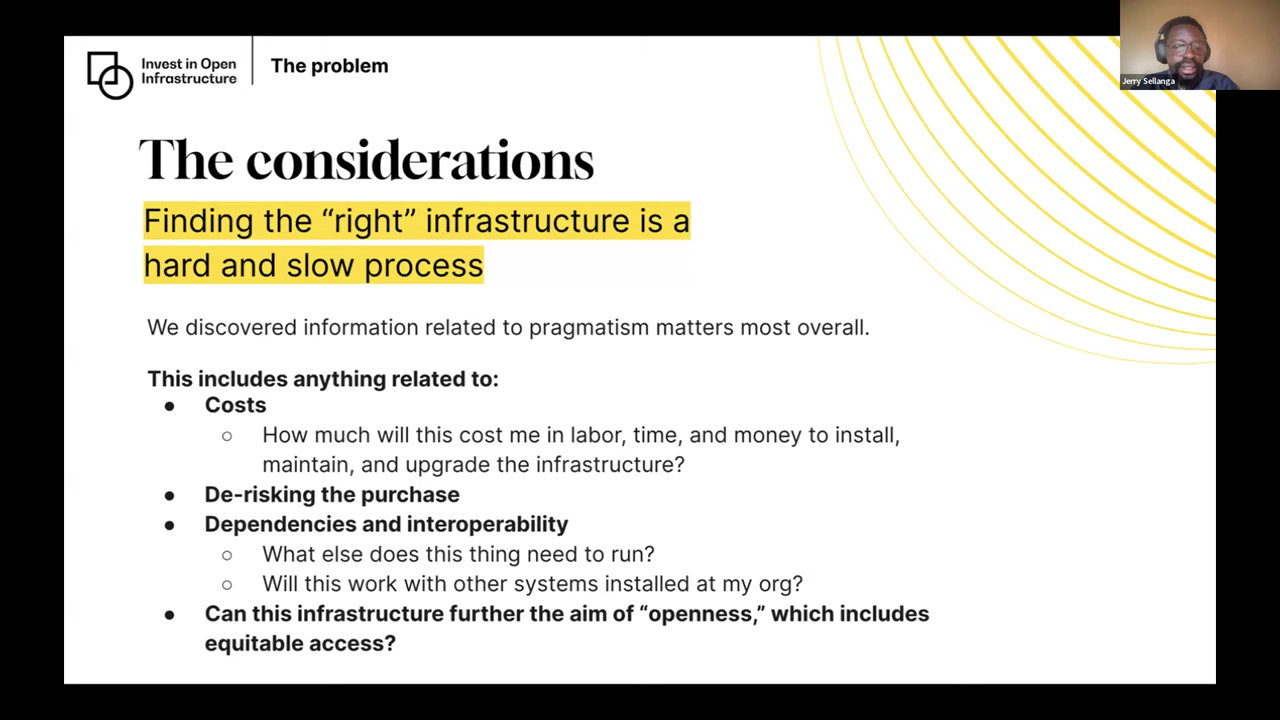 Invest in Open
Infrastructure
The problem
Jerry Sellanga
The considerations
Finding the “right” infrastructure is a
hard and slow process
We discovered information related to pragmatism matters most overall.
This includes anything related to:
● Costs
○ How much will this cost me in labor, time, and money to install,
maintain, and upgrade the infrastructure?
● De-risking the purchase
● Dependencies and interoperability
○ What else does this thing need to run?
○ Will this work with other systems installed at my org?
● Can this infrastructure further the aim of “openness,” which includes
equitable access?